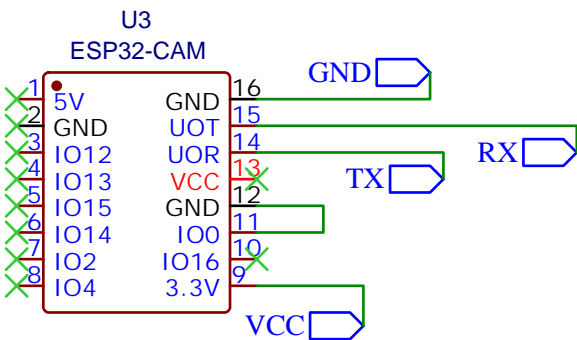 U3
ESP32-CAM
1 5V GND 16 GND
2 GND UOT 15 RX
3 IO12 UOR 14 TX
4 IO13 VCC 13
5 IO15 GND 12
6 IO14 IO0 11
7 IO2 IO16 10
8 IO4 3.3V 9
VCC